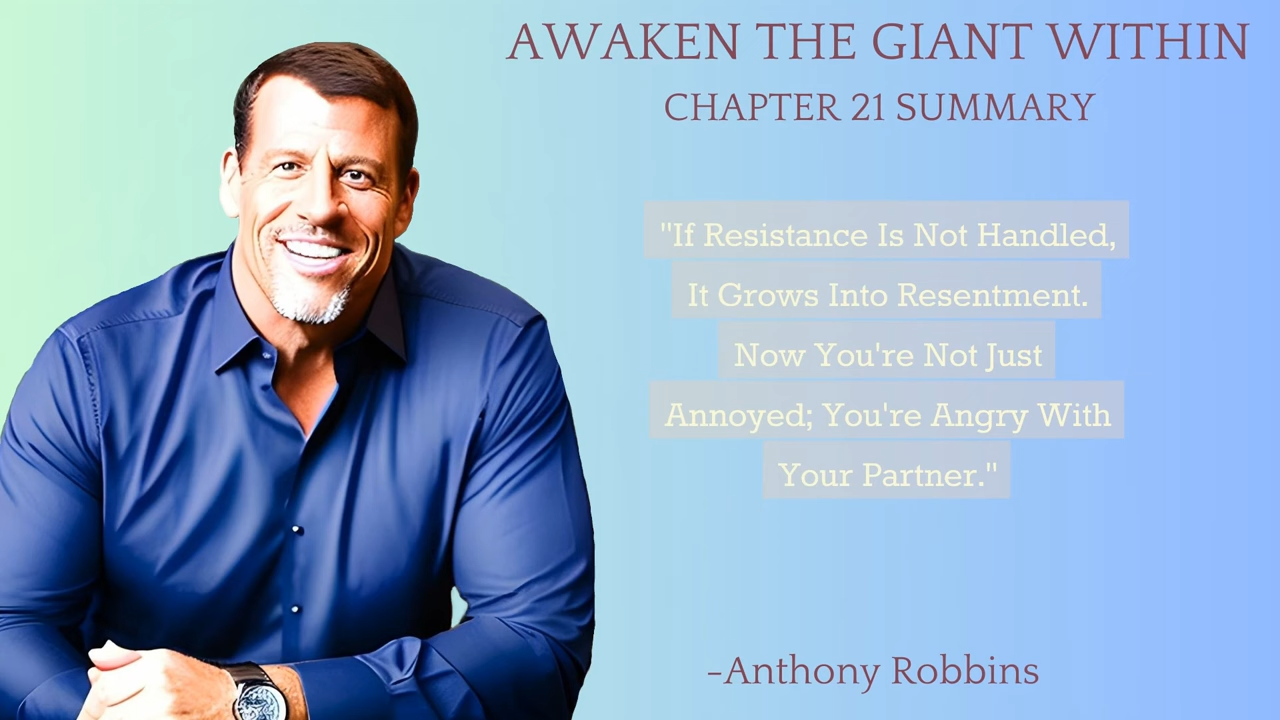 AWAKEN THE GIANT WITHIN
CHAPTER 21 SUMMARY
"If Resistance Is Not Handled,
It Grows Into Resentment.
Now You're Not Just
Annoyed; You're Angry With
Your Partner."
–Anthony Robbins